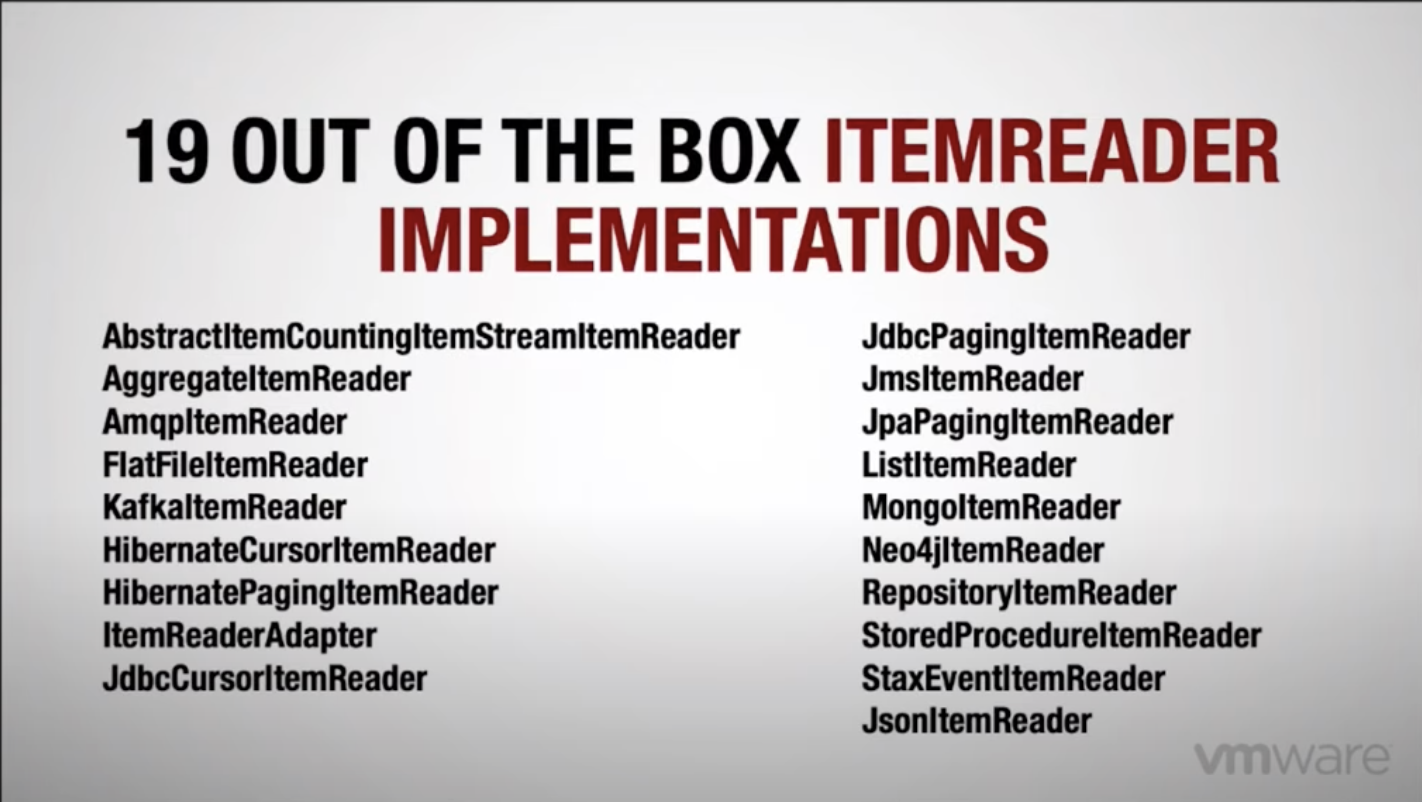 19 OUT OF THE BOX ITEMREADER
IMPLEMENTATIONS
AbstractItemCountingItemStreamItemReader
AggregateItemReader
AmqpItemReader
FlatFileItemReader
KafkaItemReader
HibernateCursorItemReader
HibernatePagingItemReader
ItemReaderAdapter
JdbcCursorItemReader
JdbcPagingItemReader
JmsItemReader
JpaPagingItemReader
ListItemReader
MongoItemReader
Neo4jItemReader
RepositoryItemReader
StoredProcedureItemReader
StaxEventItemReader
JsonItemReader
vmware